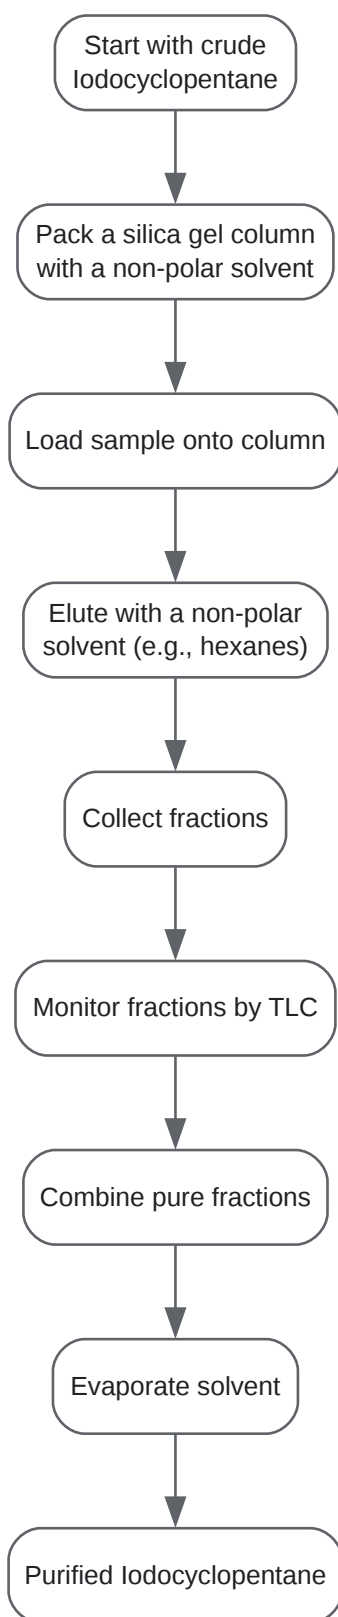 Start with crude
Iodocyclopentane
Pack a silica gel column
with a non-polar solvent
Load sample onto column
Elute with a non-polar
solvent (e.g., hexanes)
Collect fractions
Monitor fractions by TLC
Combine pure fractions
Evaporate solvent
Purified Iodocyclopentane